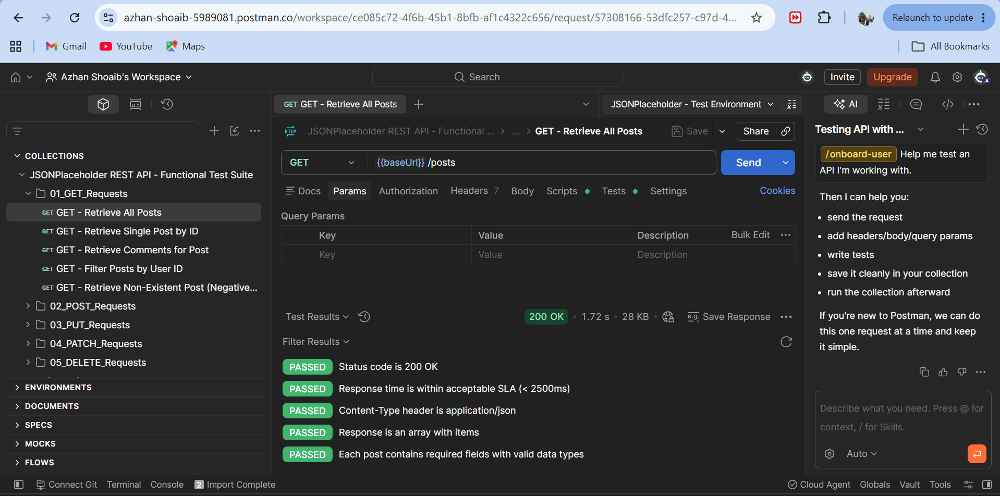 azhan-shoaib-5989081.postman.co/workspace/ce085c72-4f6b-45b1-8bfb-af1c4322c656/request/57308166-53dfc257-c97d-4...
Relaunch to update
Gmail
YouTube
Maps
All Bookmarks
Azhan Shoaib's Workspace
Search
Invite
Upgrade
A
COLLECTIONS
JSONPlaceholder REST API - Functional Test Suite
01_GET_Requests
GET GET - Retrieve All Posts
GET GET - Retrieve Single Post by ID
GET GET - Retrieve Comments for Post
GET GET - Filter Posts by User ID
GET GET - Retrieve Non-Existent Post (Negative...
02_POST_Requests
03_PUT_Requests
04_PATCH_Requests
05_DELETE_Requests
ENVIRONMENTS
DOCUMENTS
SPECS
MOCKS
FLOWS
GET GET - Retrieve All Posts
JSONPlaceholder - Test Environment
HTTP JSONPlaceholder REST API - Functional ... > ... > GET - Retrieve All Posts
Save
Share
GET
{{baseUrl}} /posts
Send
Docs
Params
Authorization
Headers 7
Body
Scripts
Tests
Settings
Cookies
Query Params
Key Value Description Bulk Edit
Key Value Description
Test Results
200 OK • 1.72 s • 28 KB
e.g. Save Response
Filter Results
PASSED Status code is 200 OK
PASSED Response time is within acceptable SLA (< 2500ms)
PASSED Content-Type header is application/json
PASSED Response is an array with items
PASSED Each post contains required fields with valid data types
AI
Testing API with ...
/onboard-user Help me test an
API I'm working with.
Then I can help you:
• send the request
• add headers/body/query params
• write tests
• save it cleanly in your collection
• run the collection afterward
If you're new to Postman, we can do
this one request at a time and keep
it simple.
Describe what you need. Press @ for
context, / for Skills.
Auto
Connect Git
Terminal
Console
2 Import Complete
Cloud Agent
Globals
Vault
Tools